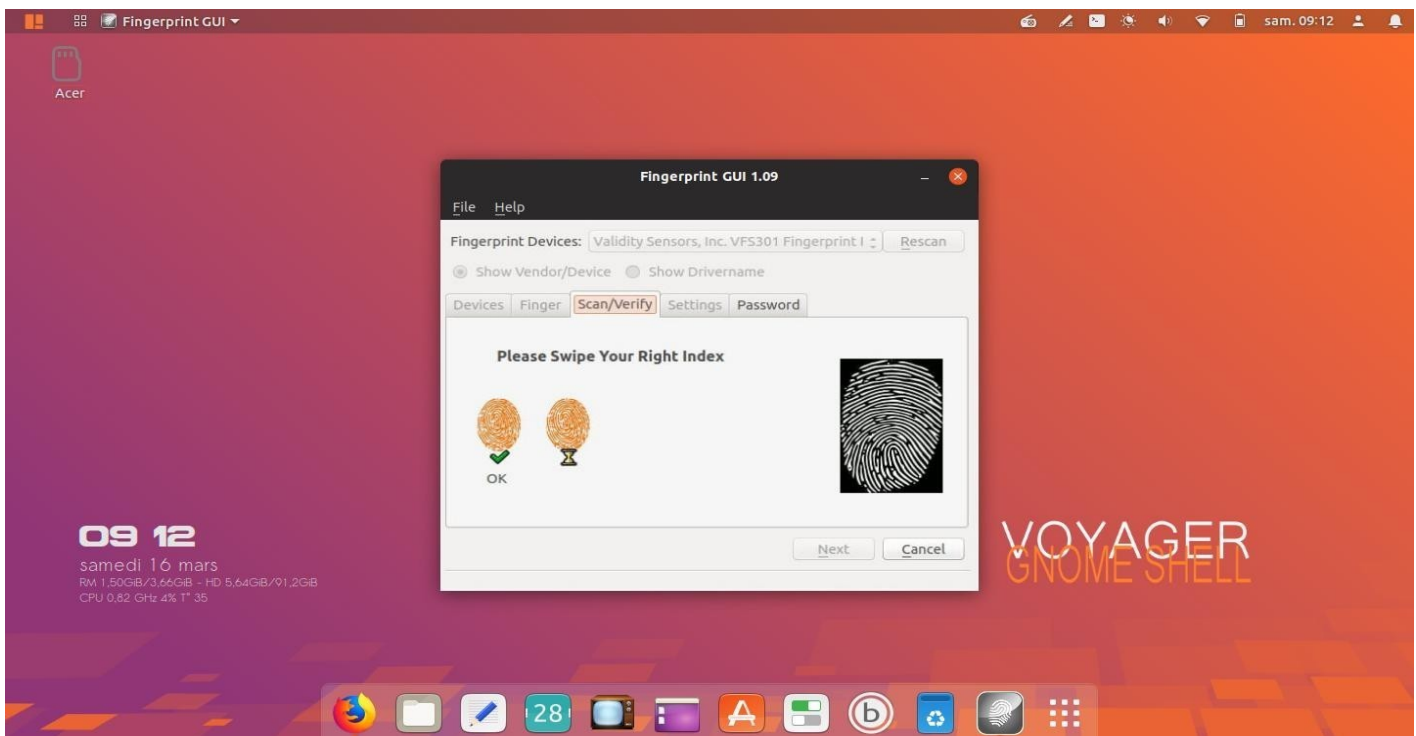 Fingerprint GUI
sam. 09:12
Acer
Fingerprint GUI 1.09
File Help
Fingerprint Devices: Validity Sensors, Inc. VFS301 Fingerprint Rescan
Show Vendor/Device Show Drivername
Devices Finger Scan/Verify Settings Password
Please Swipe Your Right Index
OK
Next Cancel
09 12
samedi 16 mars
RM 1,50GiB/3,66GiB - HD 5,64GiB/91,2GiB
CPU 0,82 GHz 4% T° 35
VOYAGER
GNOME SHELL
28
A
b